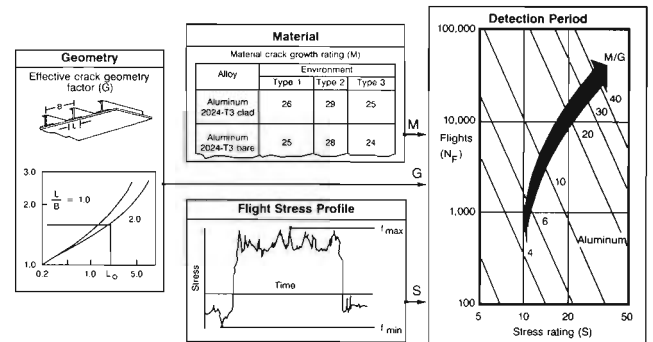 Geometry
Effective crack geometry
factor (G)
B
L
3.0
2.0
1.0
L
B
= 1.0
2.0
0.2
1.0
Lo
5.0
Material
Material crack growth rating (M)
Alloy
Environment
Type 1
Type 2
Type 3
Aluminum
2024-T3 clad
26
29
25
Aluminum
2024-T3 bare
25
28
24
M
G
Flight Stress Profile
f max
Stress
Time
f min
S
Detection Period
100,000
M/G
40
30
20
10,000
Flights
(NF)
10
6
1,000
Aluminum
4
100
5
10
20
50
Stress rating (S)